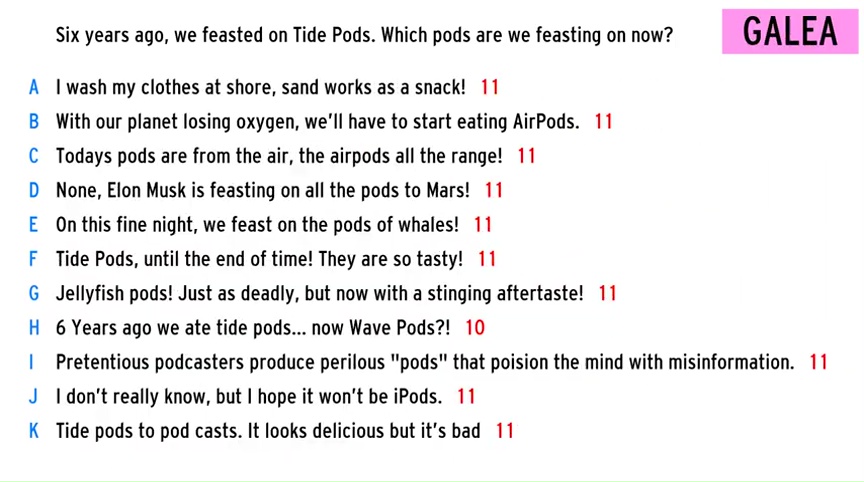 Six years ago, we feasted on Tide Pods. Which pods are we feasting on now?
GALEA
A I wash my clothes at shore, sand works as a snack! 11
B With our planet losing oxygen, we'll have to start eating AirPods. 11
C Todays pods are from the air, the airpods all the range! 11
D None, Elon Musk is feasting on all the pods to Mars! 11
E On this fine night, we feast on the pods of whales! 11
F Tide Pods, until the end of time! They are so tasty! 11
G Jellyfish pods! Just as deadly, but now with a stinging aftertaste! 11
H 6 Years ago we ate tide pods... now Wave Pods?! 10
I Pretentious podcasters produce perilous "pods" that poision the mind with misinformation. 11
J I don't really know, but I hope it won't be iPods. 11
K Tide pods to pod casts. It looks delicious but it's bad 11